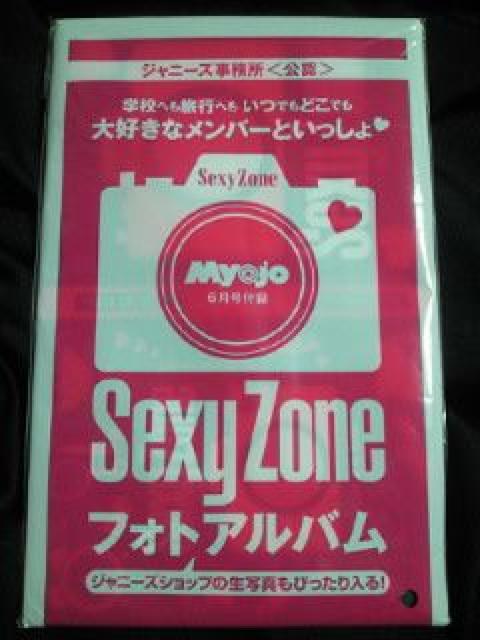 ジャニーズ事務所<公認>
学校へも旅行へも いつでもどこでも
大好きなメンバーといっしょ♥
Sexy Zone
Myojo
6月号付録
Sexy Zone
フォトアルバム
ジャニーズショップの生写真もぴったり入る!